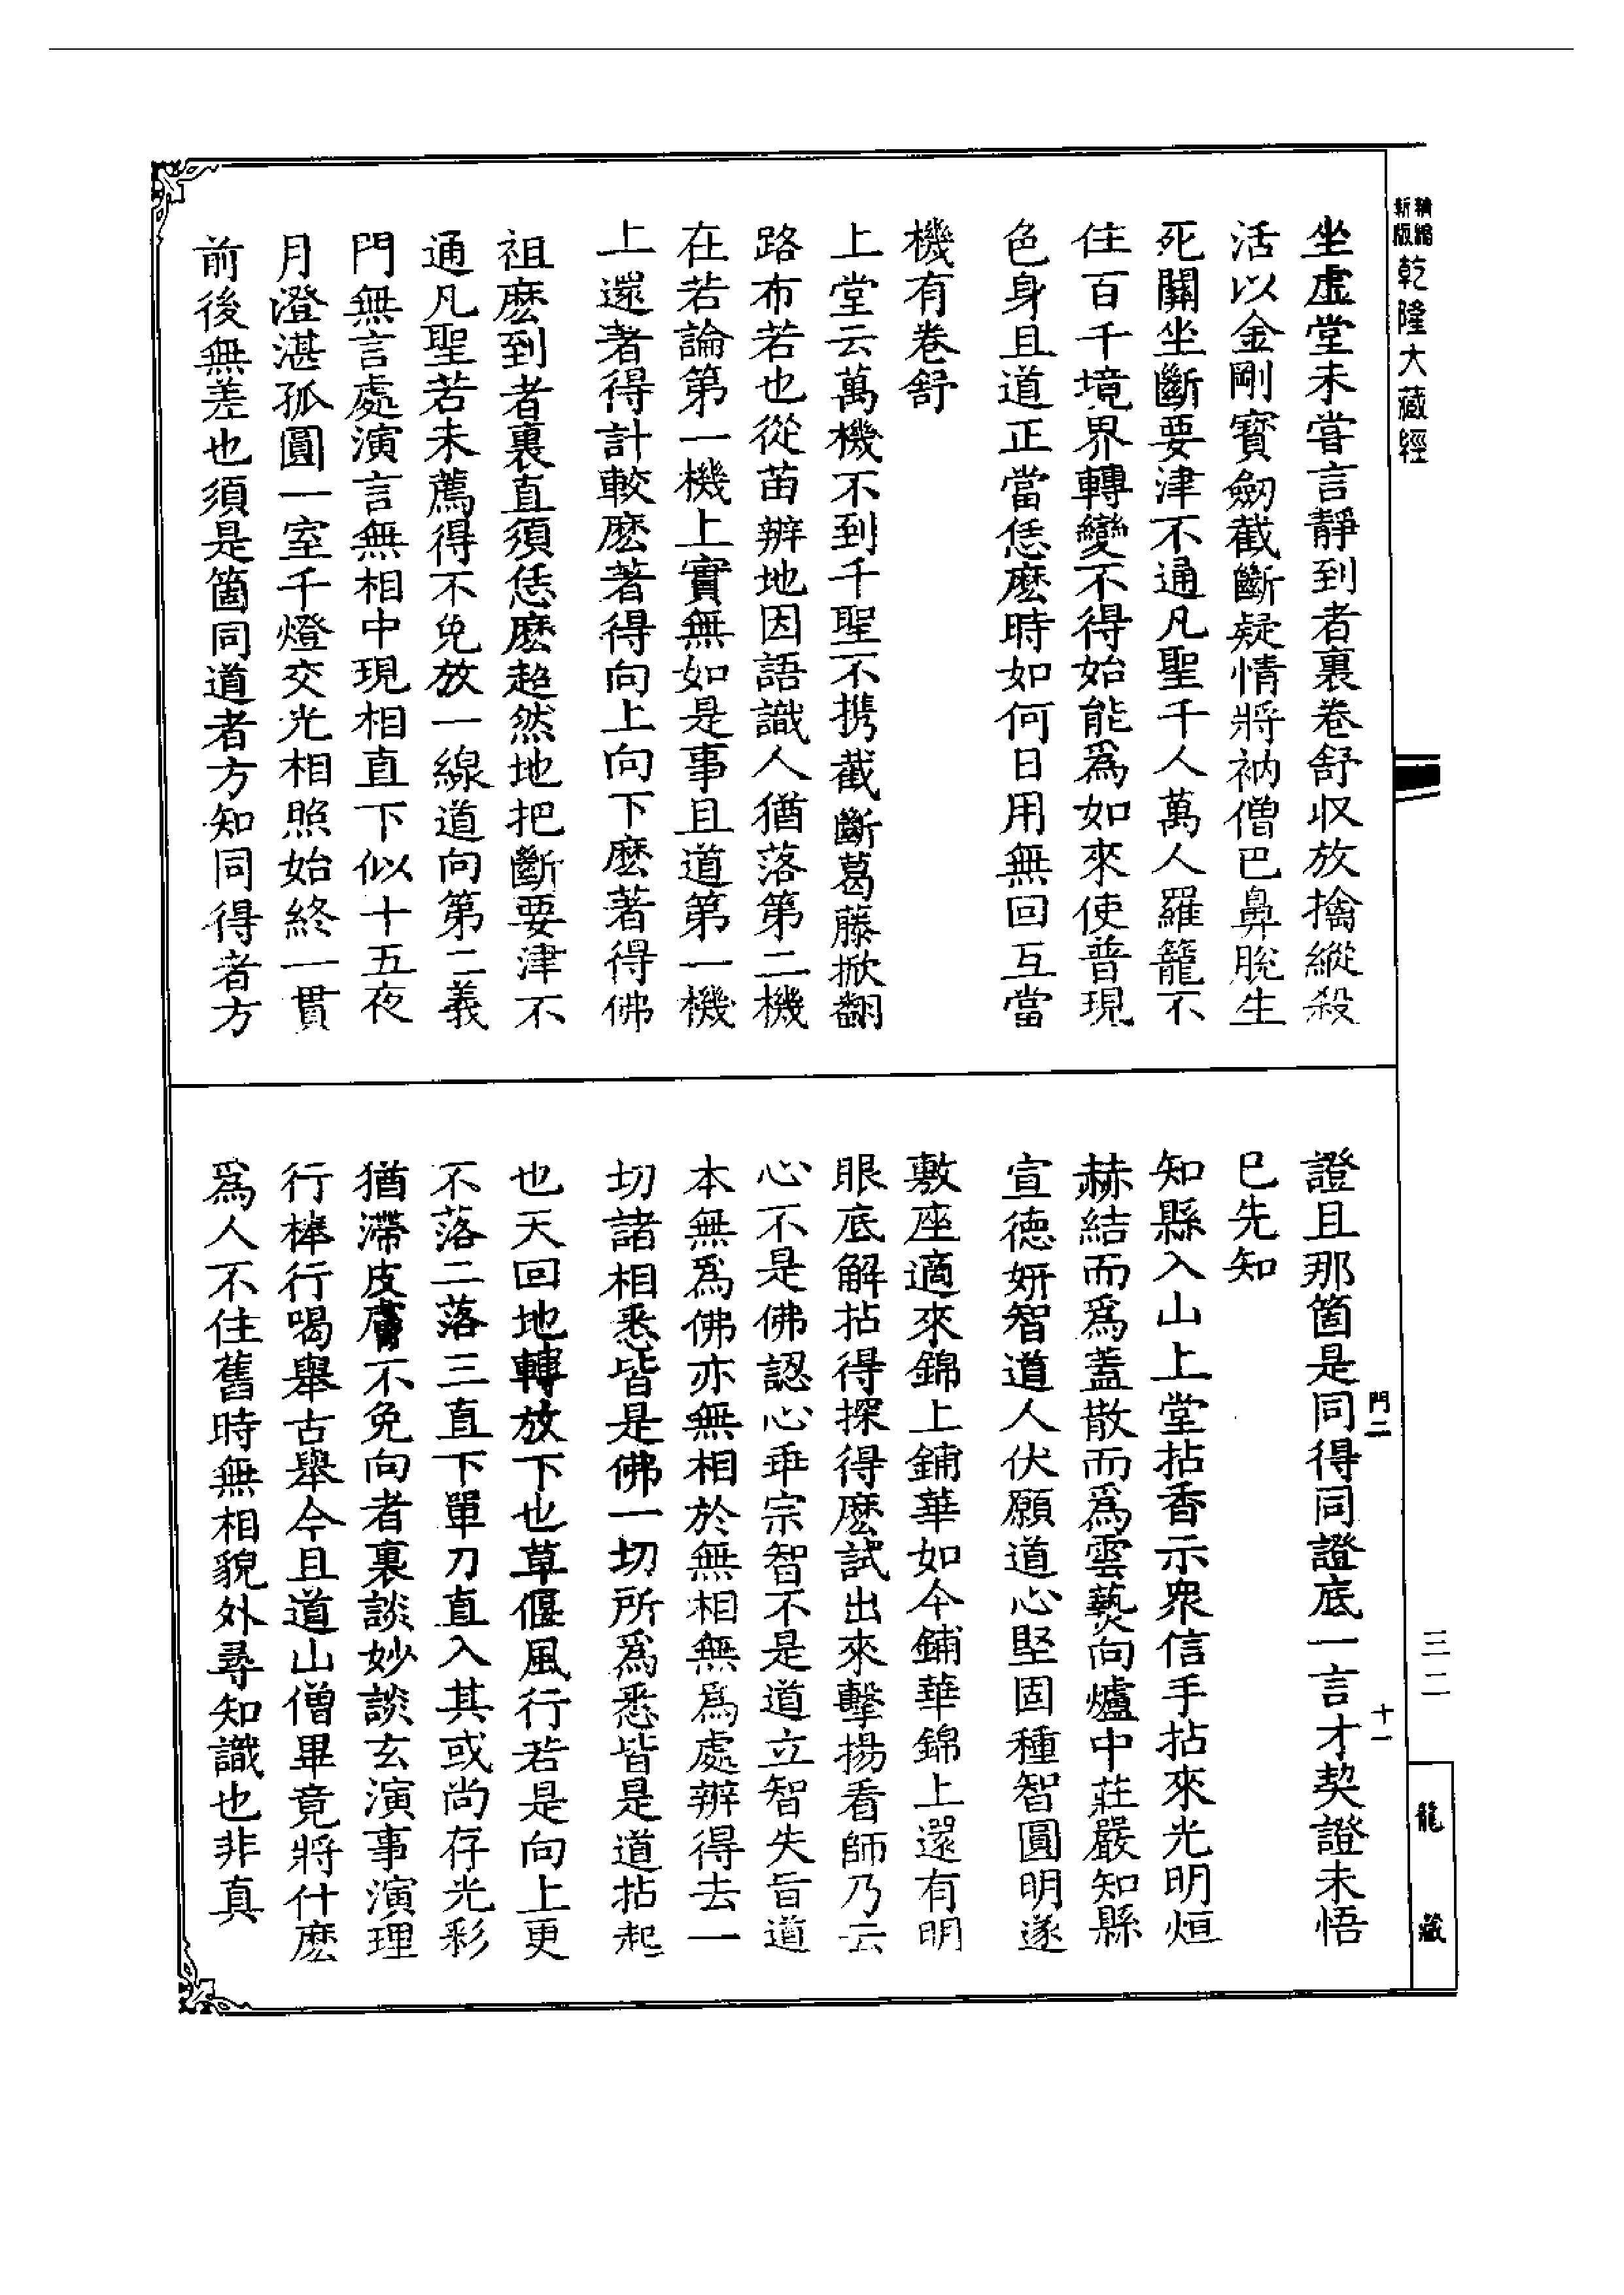 新版精縮乾隆大藏經
坐虛堂未嘗言靜到者裏卷舒収放擒縱殺
活以金剛寶劒截斷疑情將衲僧巴鼻脫生
死關坐斷要津不通凡聖千人萬人羅籠不
住百千境界轉變不得始能爲如來使普現
色身且道正當恁麽時如何日用無回互當
機有卷舒
上堂云萬機不到千聖不携截斷葛藤掀翻
路布若也從苗辨地因語識人猶落第二機
在若論第一機上實無如是事且道第一機
上還著得計較麽著得向上向下麽著得佛
祖麽到者裏直須恁麽超然地把斷要津不
通凡聖若未薦得不免放一線道向第二義
門無言處演言無相中現相直下似十五夜
月澄湛孤圓一室千燈交光相照始終一貫
前後無差也須是箇同道者方知同得者方
證且那箇是同得同證底一言才契證未悟
已先知
知縣入山上堂拈香示衆信手拈來光明烜
赫結而爲蓋散而爲雲爇向爐中莊嚴知縣
宣德妍智道人伏願道心堅固種智圓明遂
敷座適來錦上鋪華如今鋪華錦上還有明
眼底解拈得探得麽試出來擊揚看師乃云
心不是佛認心乖宗智不是道立智失旨道
本無爲佛亦無相於無相無爲處辨得去一
切諸相悉皆是佛一切所爲悉皆是道拈起
也天回地轉放下也草偃風行若是向上更
不落二落三直下單刀直入其或尚存光彩
猶滯皮膚不免向者裏談妙談玄演事演理
行棒行喝舉古舉今且道山僧畢竟將什麽
爲人不住舊時無相貌外尋知識也非真
門二
十一
三二
龍藏